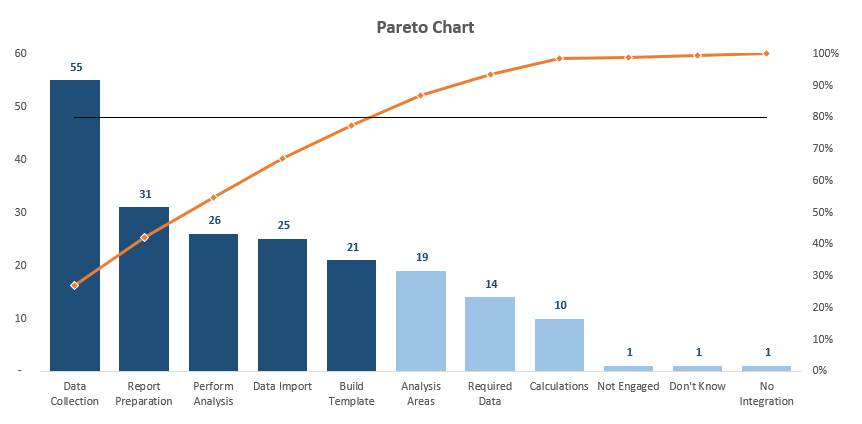 Pareto Chart
60
50
40
30
20
10
-
100%
90%
80%
70%
60%
50%
40%
30%
20%
10%
0%
55
31
26
25
21
19
14
10
1
1
1
Data
Collection
Report
Preparation
Perform
Analysis
Data Import
Build
Template
Analysis
Areas
Required
Data
Calculations
Not Engaged
Don't Know
No
Integration